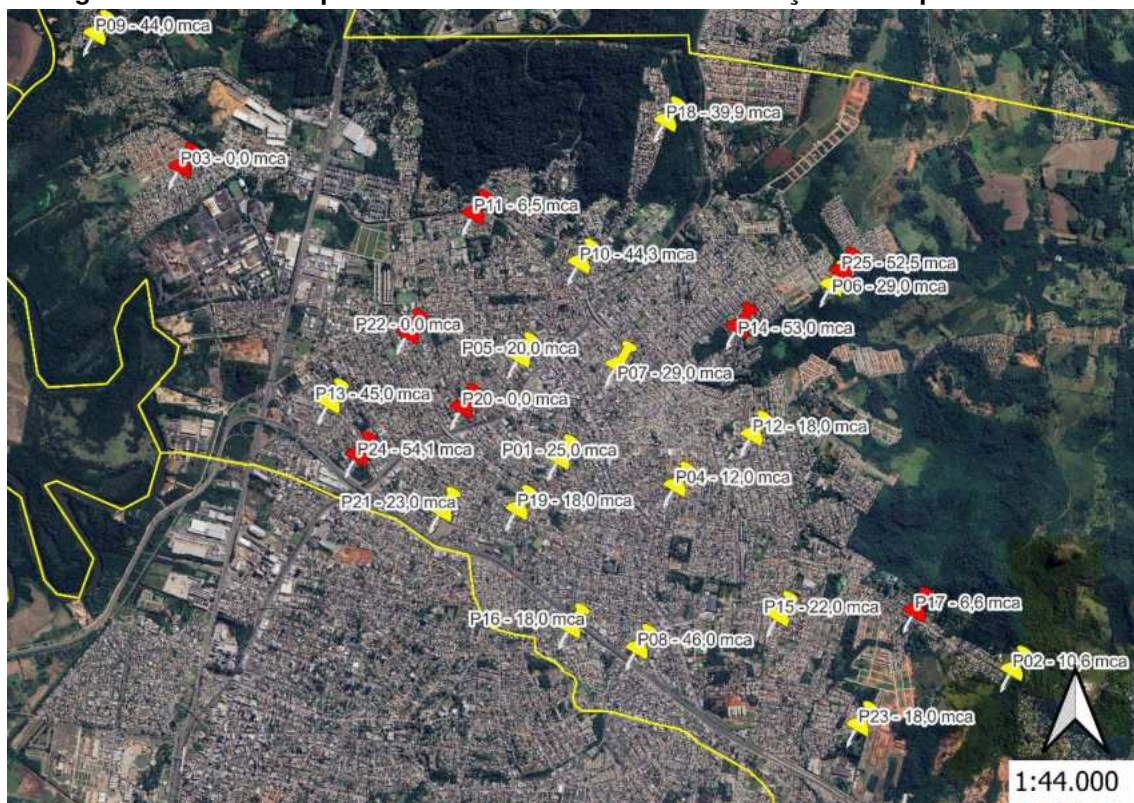 P09 - 44,0 mca
P18 - 39,9 mca
P03 - 0,0 mca
P11 - 6,5 mca
P10 - 44,3 mca
P25 - 52,5 mca
P06 - 29,0 mca
P22 - 0,0 mca
P14 - 53,0 mca
P05 - 20,0 mca
P07 - 29,0 mca
P13 - 45,0 mca
P20 - 0,0 mca
P12 - 18,0 mca
P24 - 54,1 mca
P01 - 25,0 mca
P04 - 12,0 mca
P21 - 23,0 mca
P19 - 18,0 mca
P17 - 6,6 mca
P15 - 22,0 mca
P16 - 18,0 mca
P08 - 46,0 mca
P02 - 10,6 mca
P23 - 18,0 mca
1:44.000